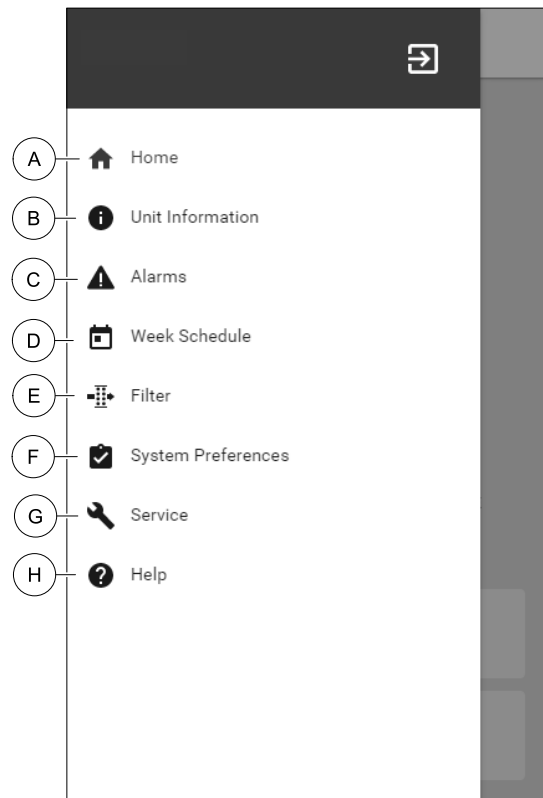 A Home
B Unit Information
C Alarms
D Week Schedule
E Filter
F System Preferences
G Service
H Help